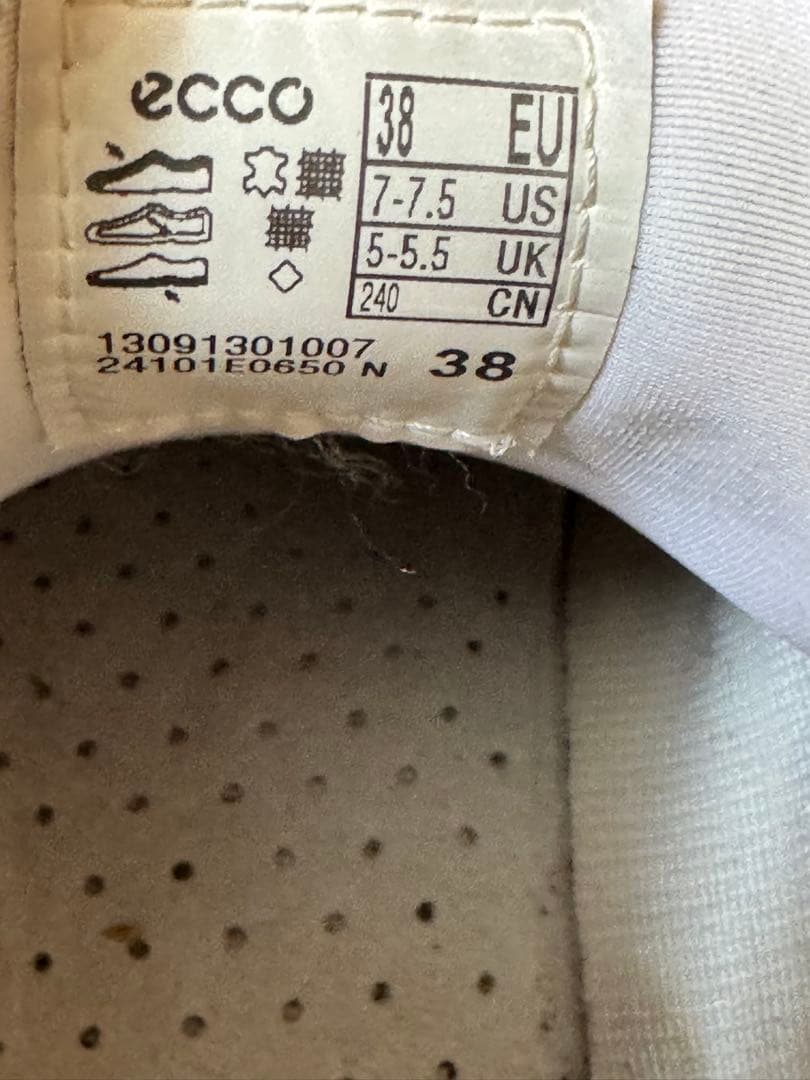 ecco
38 EU
7-7.5 US
5-5.5 UK
240 CN
13091301007
24101E0650 N 38